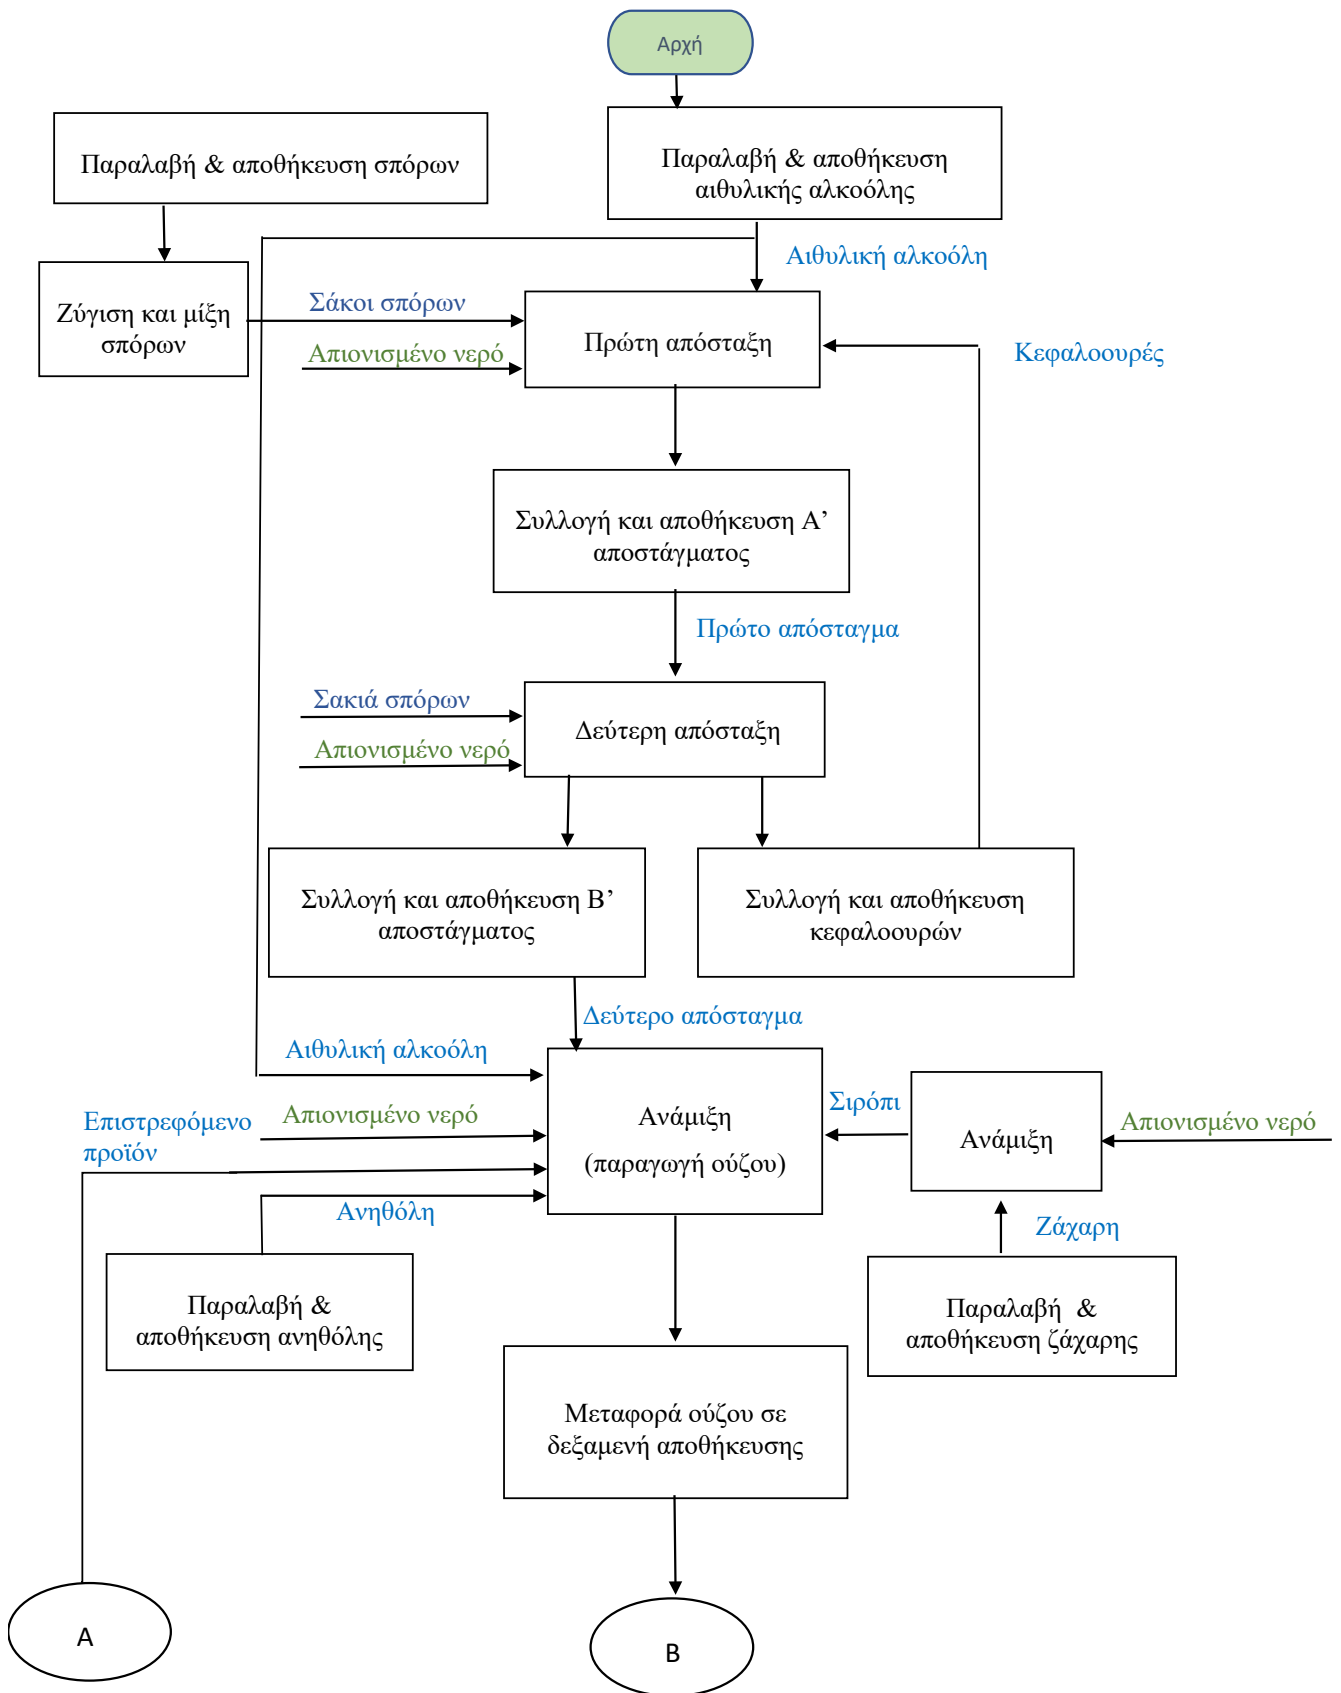 Αρχή
Παραλαβή & αποθήκευση σπόρων
Παραλαβή & αποθήκευση
αιθυλικής αλκοόλης
Αιθυλική αλκοόλη
Ζύγιση και μίξη
σπόρων
Σάκοι σπόρων
Απιονισμένο νερό
Πρώτη απόσταξη
Κεφαλοουρές
Συλλογή και αποθήκευση Α’
αποστάγματος
Πρώτο απόσταγμα
Σακιά σπόρων
Απιονισμένο νερό
Δεύτερη απόσταξη
Συλλογή και αποθήκευση Β’
αποστάγματος
Συλλογή και αποθήκευση
κεφαλοουρών
Δεύτερο απόσταγμα
Αιθυλική αλκοόλη
Επιστρεφόμενο
προϊόν
Απιονισμένο νερό
Ανάμιξη
(παραγωγή ούζου)
Σιρόπι
Ανάμιξη
Απιονισμένο νερό
Ανηθόλη
Ζάχαρη
Παραλαβή &
αποθήκευση ανηθόλης
Παραλαβή &
αποθήκευση ζάχαρης
Μεταφορά ούζου σε
δεξαμενή αποθήκευσης
Α
Β